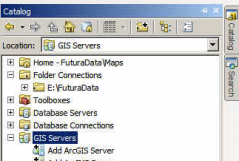 Catalog
Location: GIS Servers
Home - FuturaData\Maps
Folder Connections
E:\FuturaData
Toolboxes
Database Servers
Database Connections
GIS Servers
Add ArcGIS Server
Catalog
Search